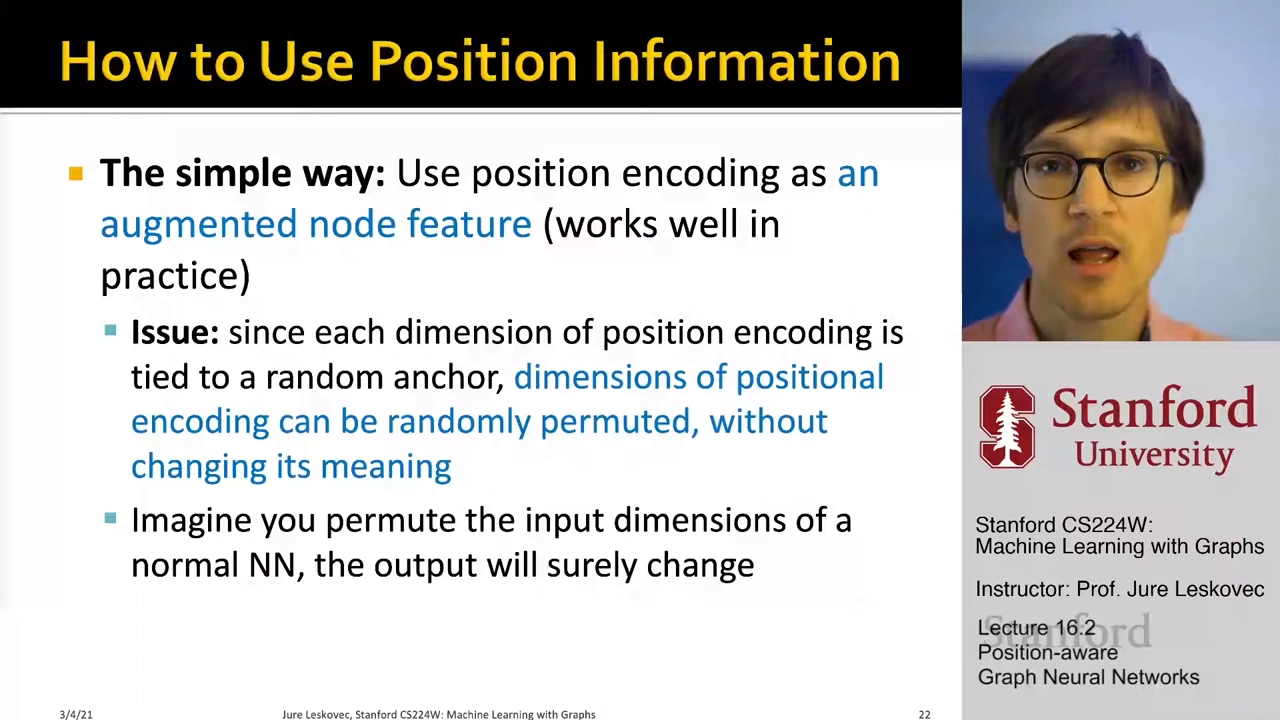 How to Use Position Information
The simple way: Use position encoding as an
augmented node feature (works well in
practice)
Issue: since each dimension of position encoding is
tied to a random anchor, dimensions of positional
encoding can be randomly permuted, without
changing its meaning
Imagine you permute the input dimensions of a
normal NN, the output will surely change
3/4/21
Jure Leskovec, Stanford CS224W: Machine Learning with Graphs
22
S
Stanford
University
Stanford CS224W:
Machine Learning with Graphs
Instructor: Prof. Jure Leskovec
Stanford
Lecture 16.2
Position-aware
Graph Neural Networks